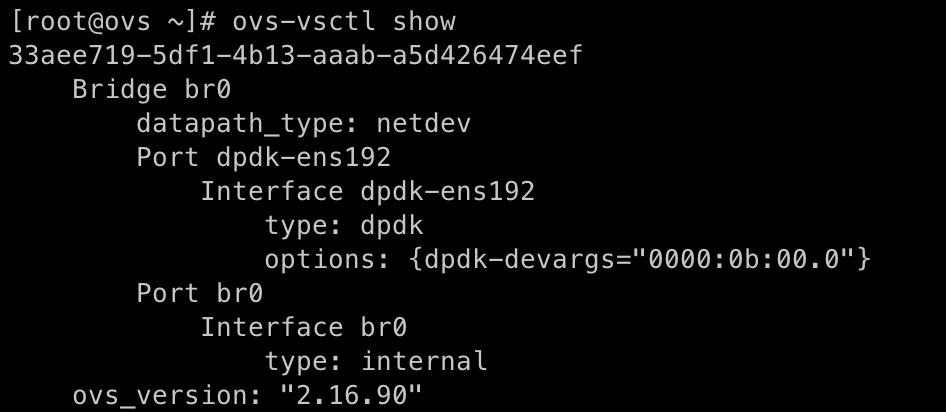 [root@ovs ~]# ovs-vsctl show
33aee719-5df1-4b13-aaab-a5d426474eef
    Bridge br0
        datapath_type: netdev
        Port dpdk-ens192
            Interface dpdk-ens192
                type: dpdk
                options: {dpdk-devargs="0000:0b:00.0"}
        Port br0
            Interface br0
                type: internal
    ovs_version: "2.16.90"